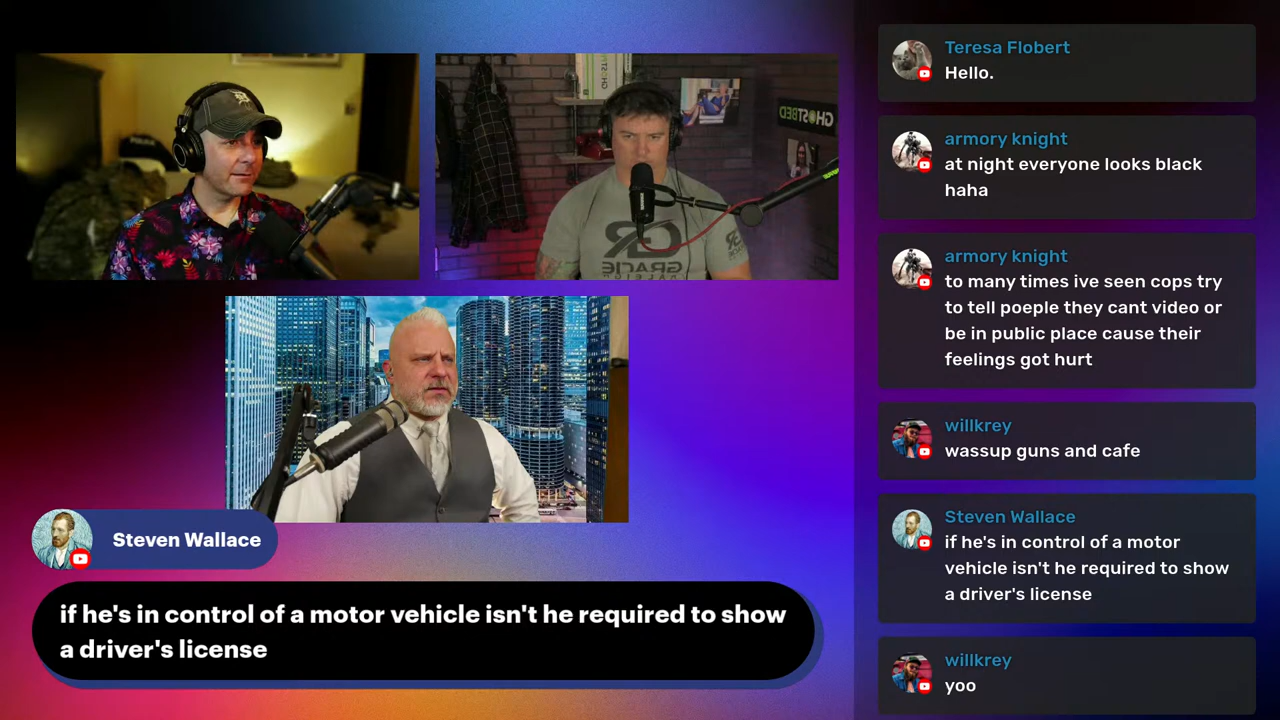 GHOSTBED
GRACIE
Steven Wallace
if he's in control of a motor vehicle isn't he required to show
a driver's license
Teresa Flobert
Hello.
armory knight
at night everyone looks black
haha
armory knight
to many times ive seen cops try
to tell poeple they cant video or
be in public place cause their
feelings got hurt
willkrey
wassup guns and cafe
Steven Wallace
if he's in control of a motor
vehicle isn't he required to show
a driver's license
willkrey
yoo